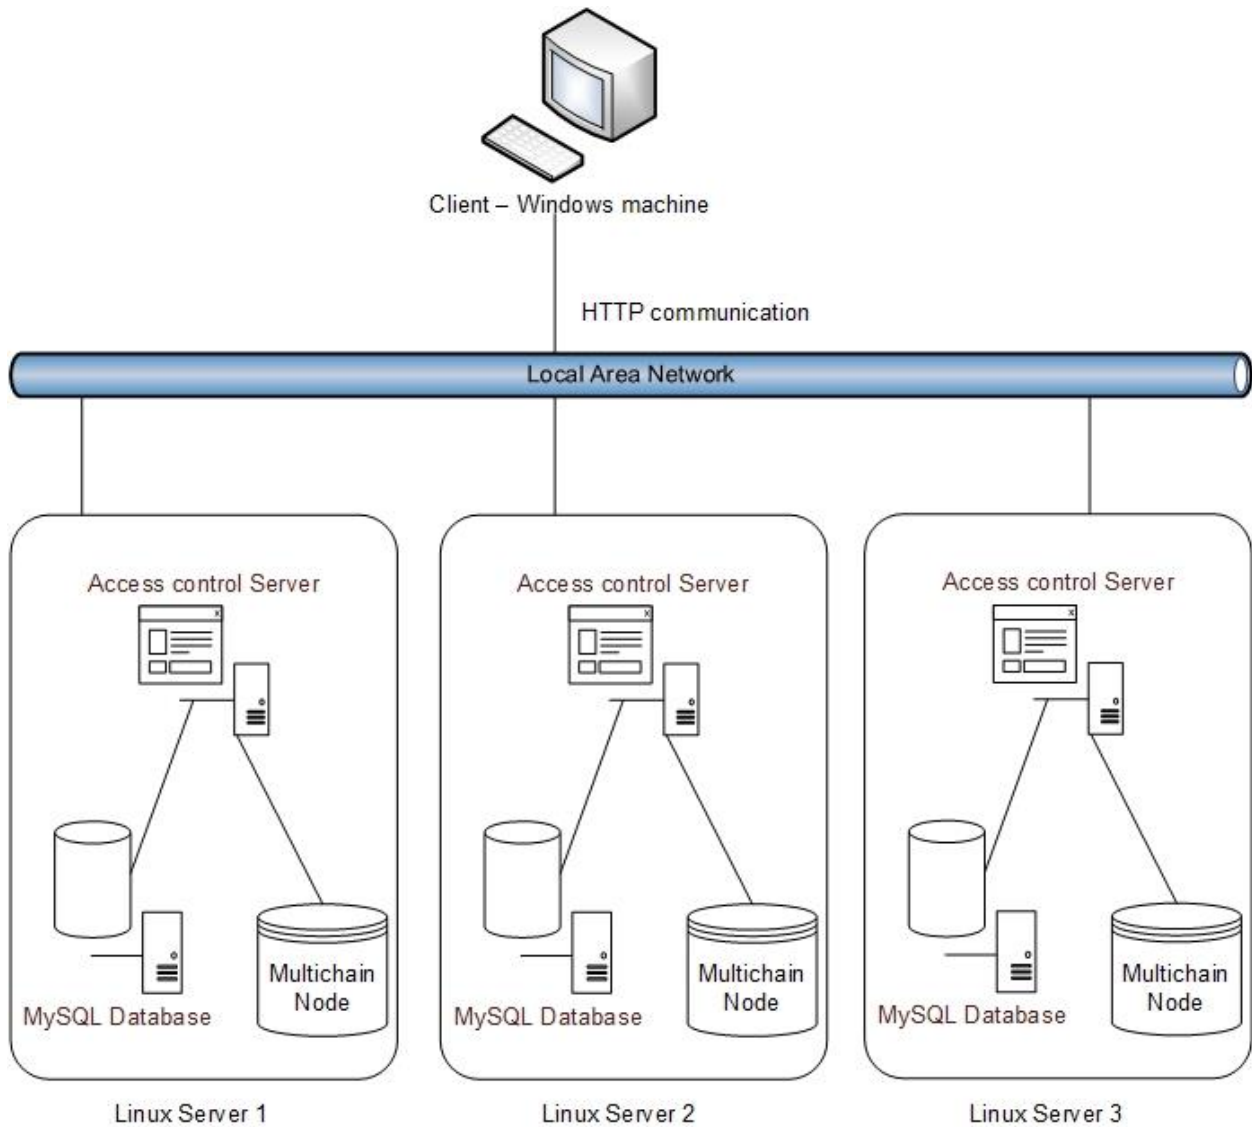 Client – Windows machine
HTTP communication
Local Area Network
Access control Server
MySQL Database
Multichain
Node
Linux Server 1
Access control Server
MySQL Database
Multichain
Node
Linux Server 2
Access control Server
MySQL Database
Multichain
Node
Linux Server 3